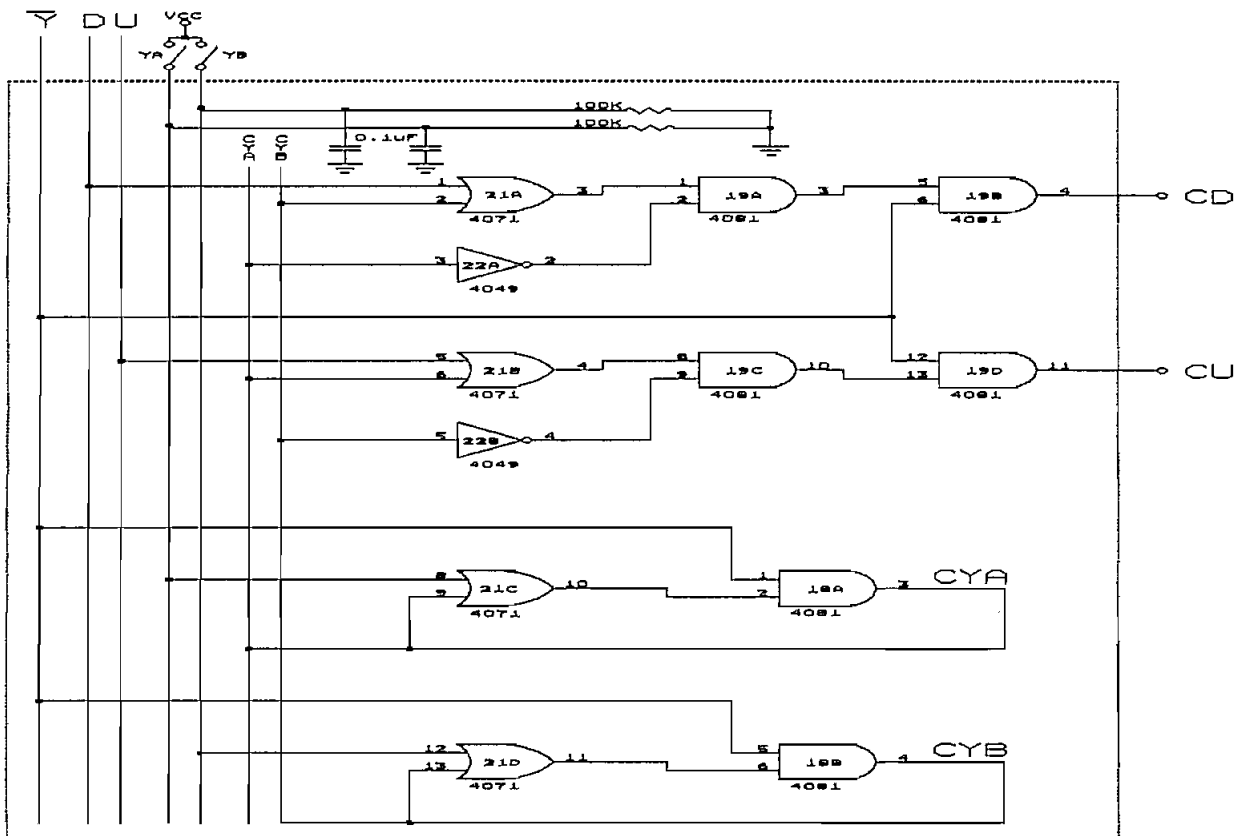 Y D U VCC
YA YB
100K
100K
CYA CYB 0.1uF
1 21A 3 1 19A 3 5 19B 4 CD
2 2 6
4071 4081 4081
3 22A 2
4049
5 21B 4 8 19C 10 12 19D 11 CU
6 9 13
4071 4081 4081
5 22B 4
4049
8 21C 10 1 18A 3 CYA
9 2
4071 4081
12 21D 11 5 18B 4 CYB
13 6
4071 4081